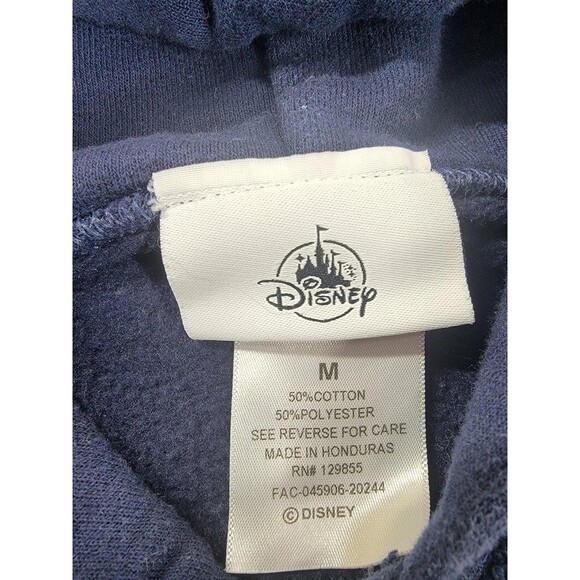 Disney
M
50%COTTON
50%POLYESTER
SEE REVERSE FOR CARE
MADE IN HONDURAS
RN# 129855
FAC-045906-20244
© DISNEY